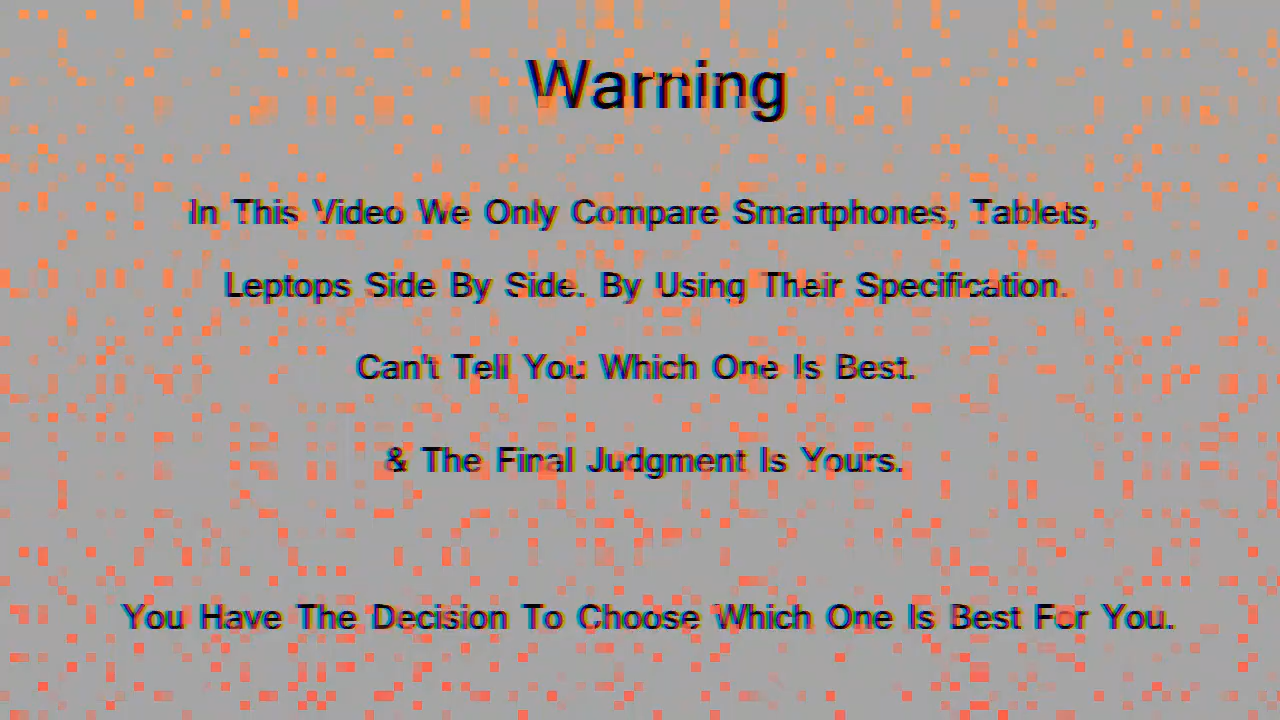 Warning
In This Video We Only Compare Smartphones, Tablets,
Leptops Side By Side. By Using Their Specification.
Can't Tell You Which One Is Best.
& The Final Judgment Is Yours.
You Have The Decision To Choose Which One Is Best For You.